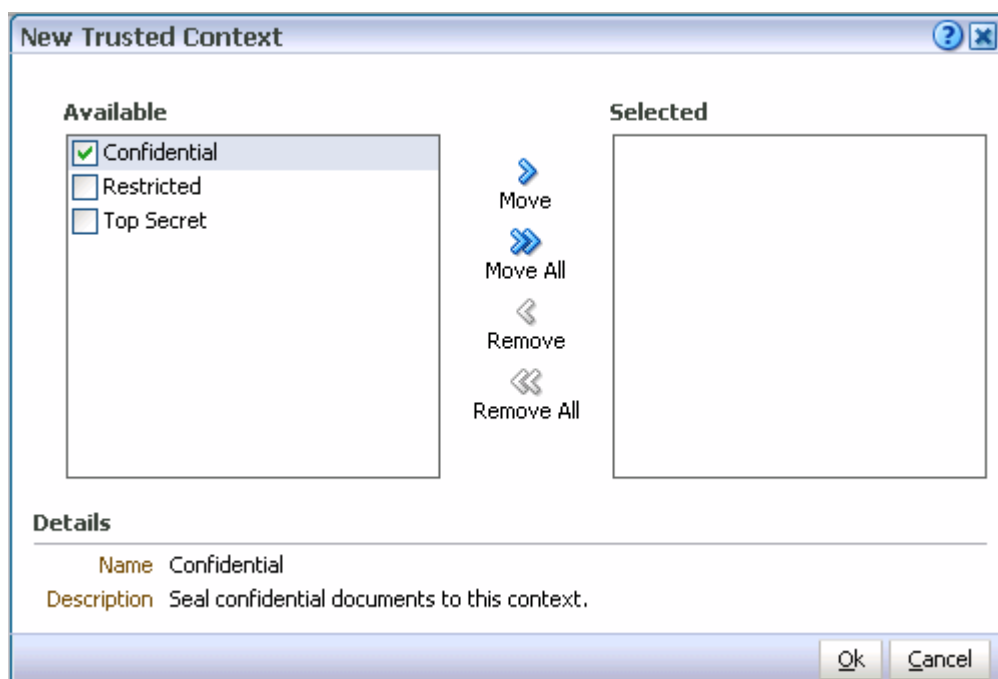 New Trusted Context
Available
Selected
Confidential
Restricted
Top Secret
Move
Move All
Remove
Remove All
Details
Name Confidential
Description Seal confidential documents to this context.
Ok Cancel